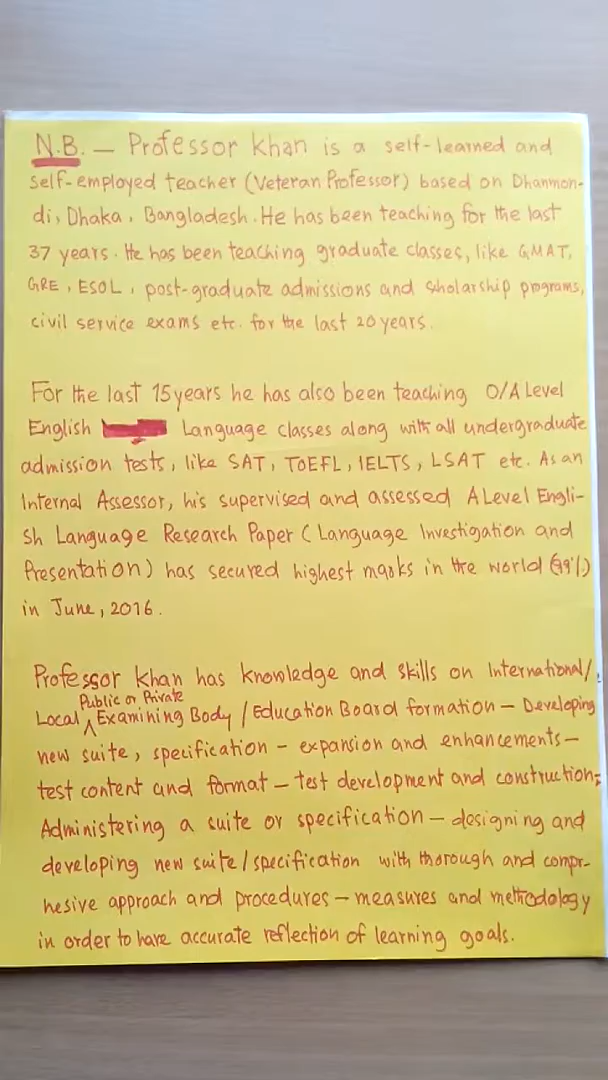 N.B. — Professor Khan is a self-learned and
self-employed teacher (Veteran Professor) based on Dhanmon-
di, Dhaka, Bangladesh. He has been teaching for the last
37 years. He has been teaching graduate classes, like GMAT,
GRE, ESOL, post-graduate admissions and scholarship programs,
civil service exams etc. for the last 20 years.
For the last 15 years he has also been teaching O/A Level
English Language classes along with all undergraduate
admission tests, like SAT, TOEFL, IELTS, LSAT etc. As an
Internal Assessor, his supervised and assessed A Level Engli-
sh Language Research Paper (Language Investigation and
Presentation) has secured highest marks in the world (99%)
in June, 2016.
Professor Khan has knowledge and skills on International/
Public or Private
Local ^ Examining Body / Education Board formation — Developing
new suite, specification — expansion and enhancements —
test content and format — test development and construction;
Administering a suite or specification — designing and
developing new suite/specification with thorough and compr-
hesive approach and procedures — measures and methodology
in order to have accurate reflection of learning goals.